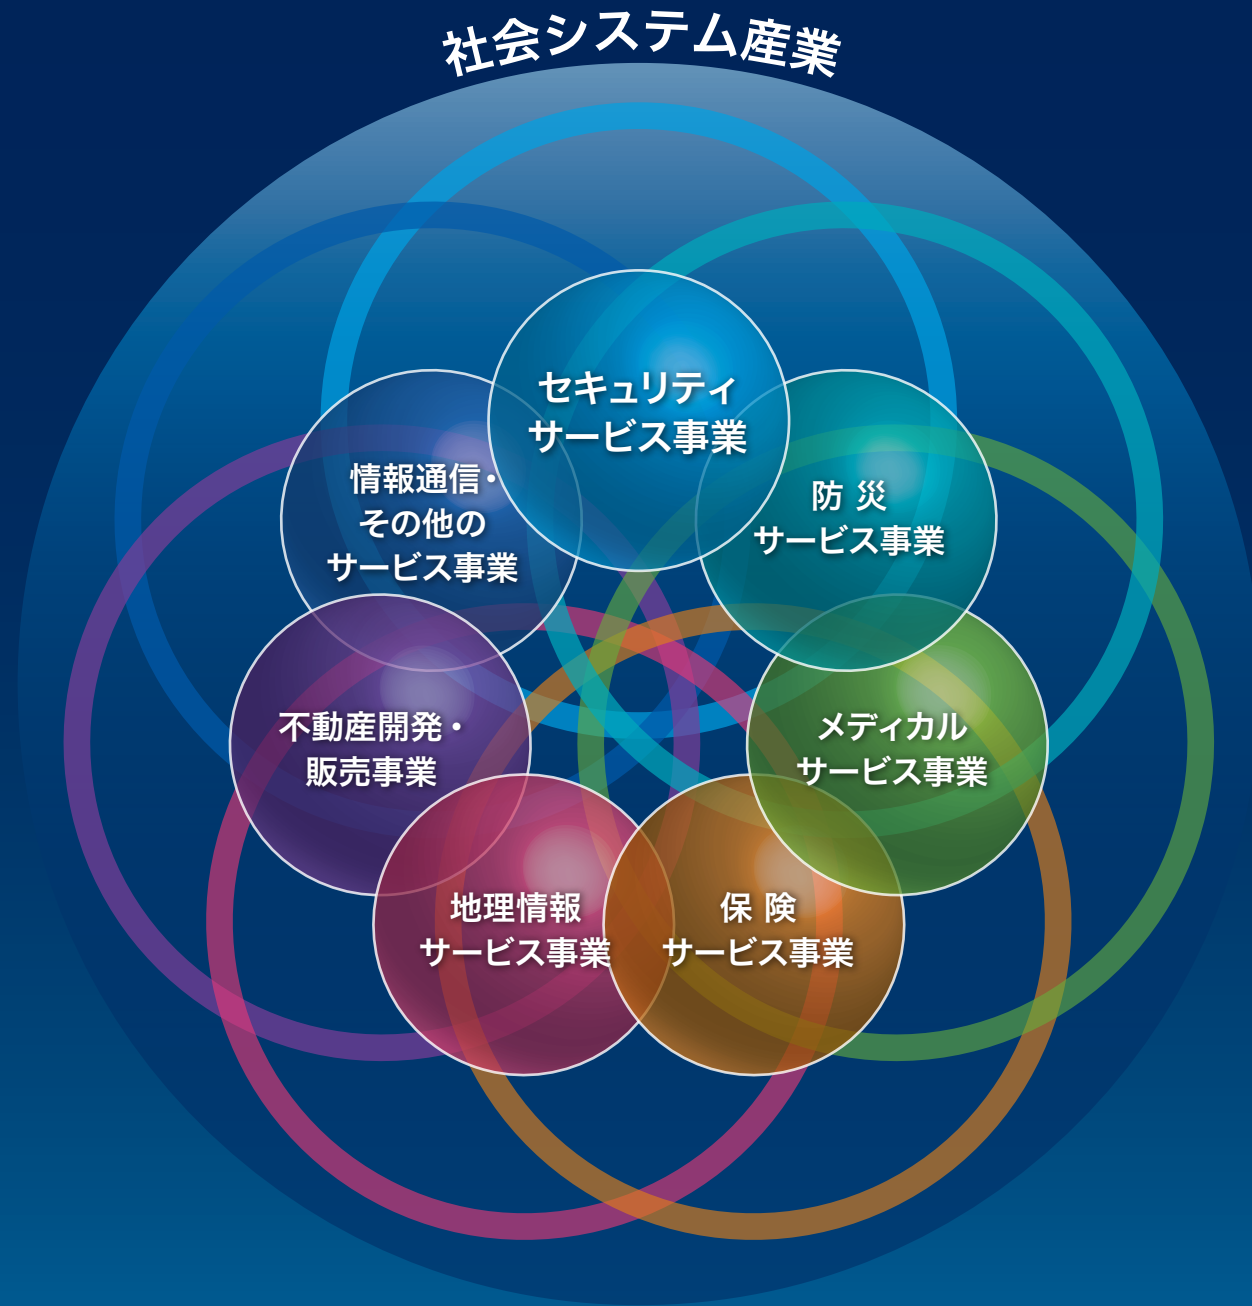 社会システム産業
セキュリティ
サービス事業
防 災
サービス事業
メディカル
サービス事業
保 険
サービス事業
地理情報
サービス事業
不動産開発・
販売事業
情報通信・
その他の
サービス事業